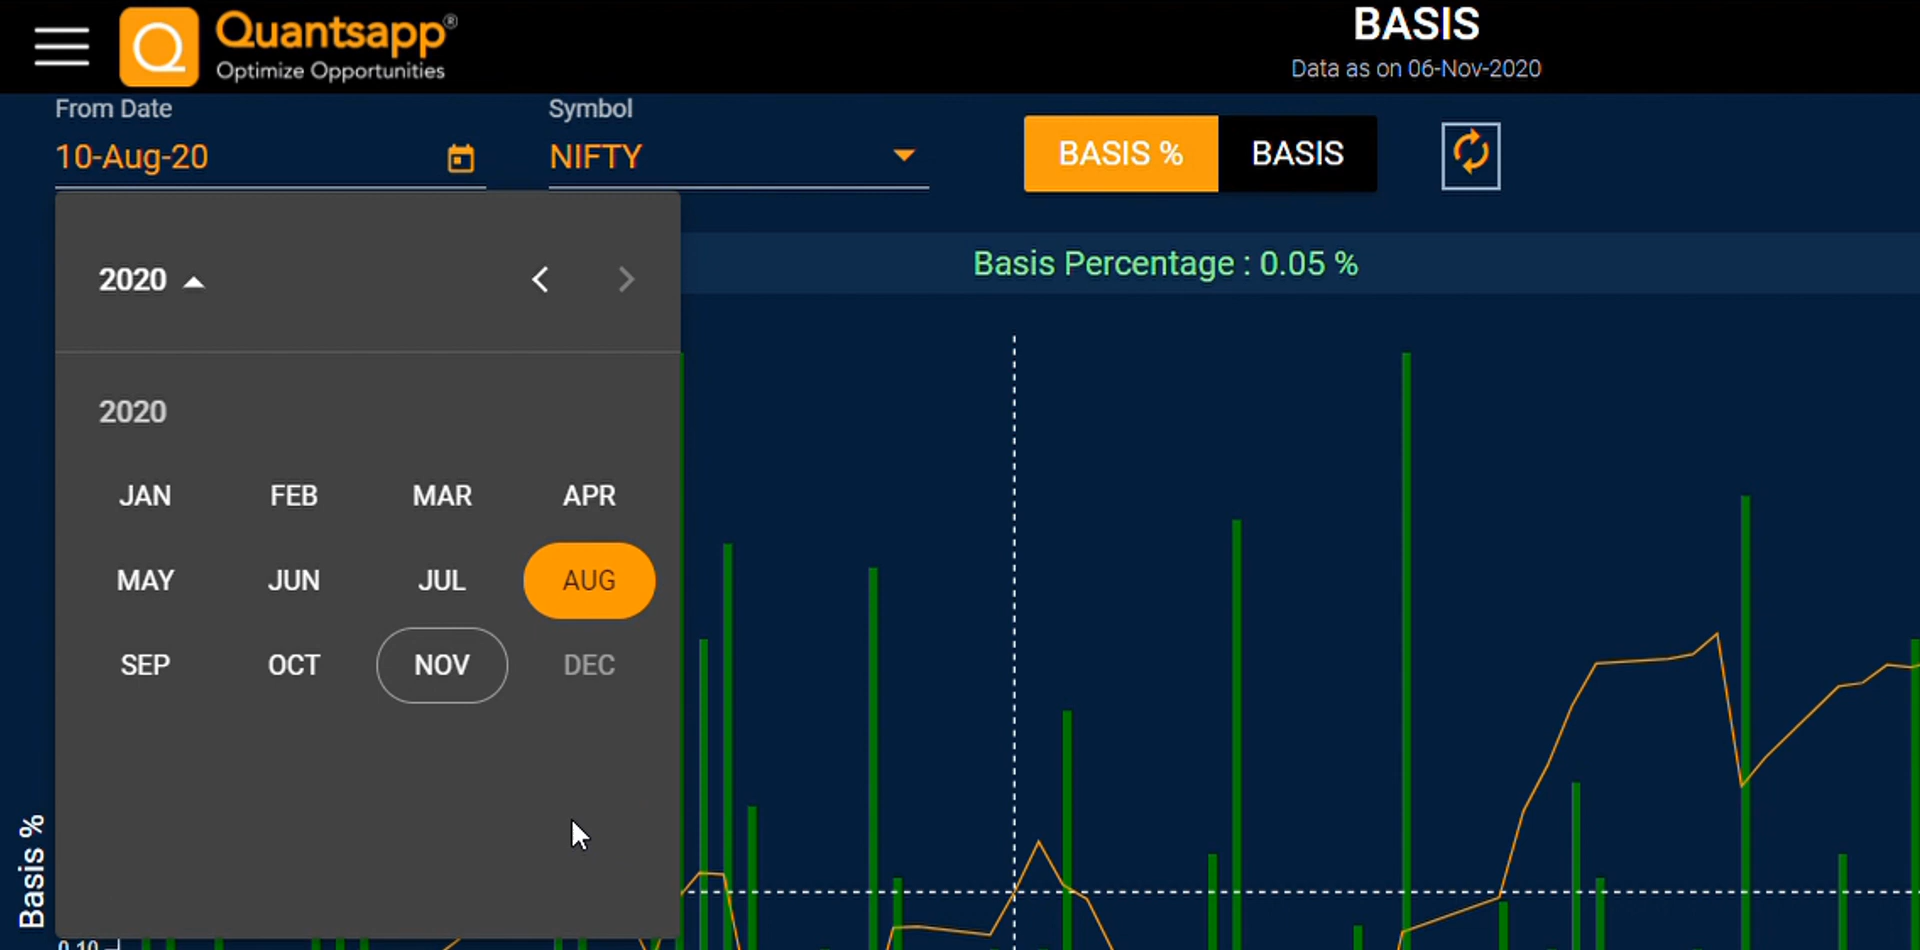 Quantsapp®
Optimize Opportunities
BASIS
Data as on 06-Nov-2020
From Date
10-Aug-20
Symbol
NIFTY
BASIS %
BASIS
2020
Basis Percentage : 0.05 %
2020
JAN FEB MAR APR
MAY JUN JUL AUG
SEP OCT NOV DEC
Basis %
0.10